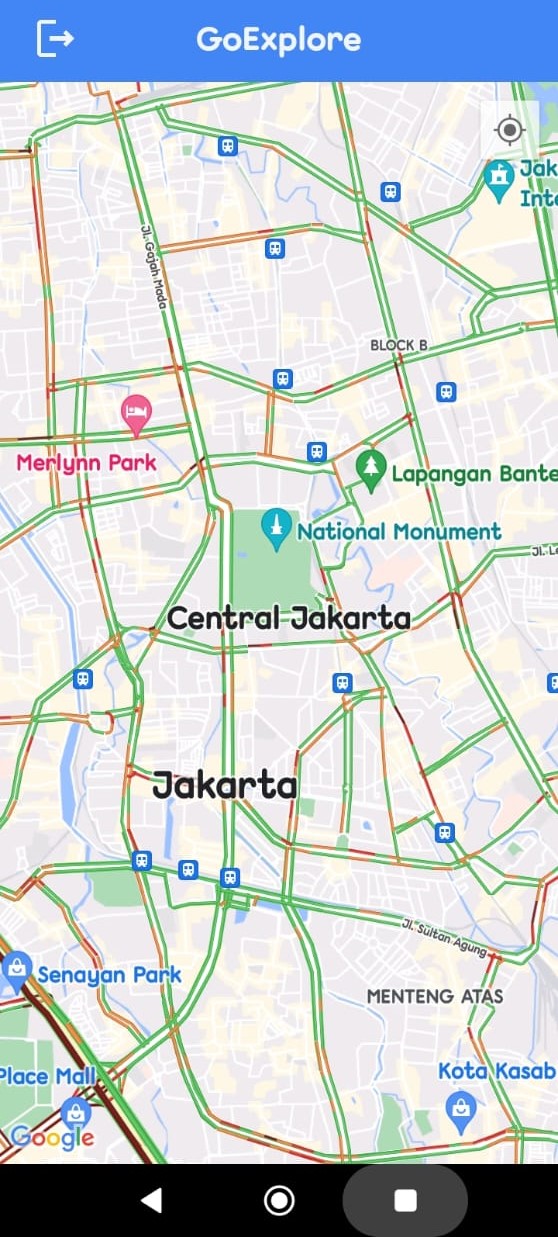 GoExplore
Jak
Inte
Jl. Gajah Mada
BLOCK B
Merlynn Park
Lapangan Bante
National Monument
Jl. Le
Central Jakarta
Jakarta
Jl. Sultan Agung
Senayan Park
MENTENG ATAS
Place Mall
Kota Kasab
Google